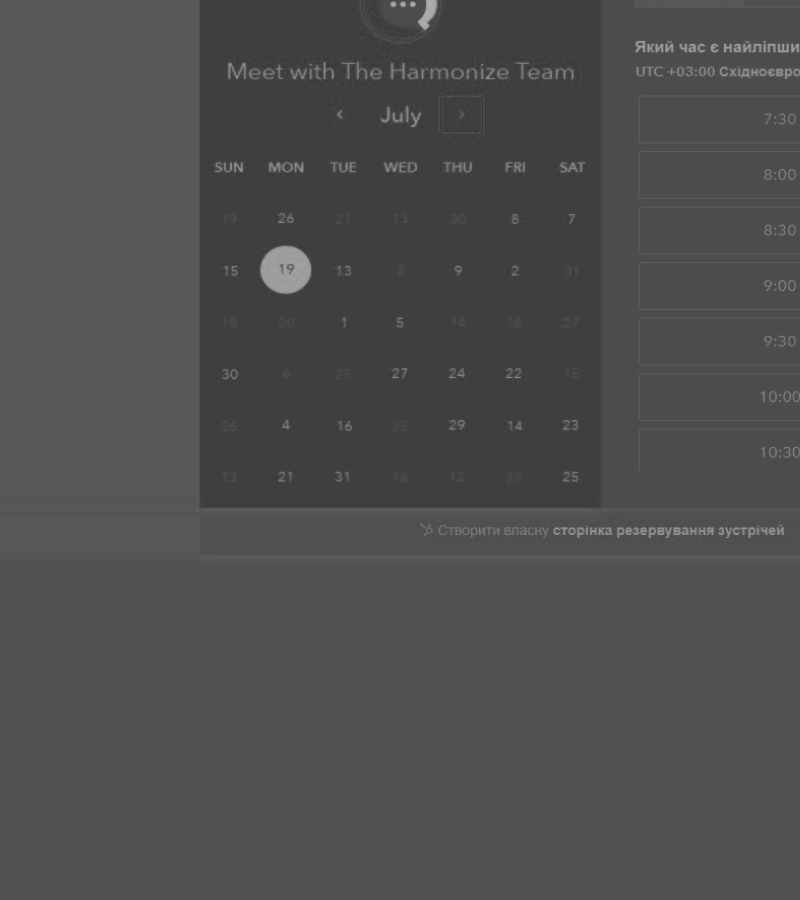 Meet with The Harmonize Team
July
SUN MON TUE WED THU FRI SAT
19 26 21 13 30 8 7
15 19 13 2 9 2 31
18 20 1 5 16 18 27
30 6 25 27 24 22 15
26 4 16 25 29 14 23
13 21 31 18 12 28 25
Який час є найліпши
UTC +03:00 Східноєвро
7:30
8:00
8:30
9:00
9:30
10:00
10:30
Створити власну сторінка резервування зустрічей